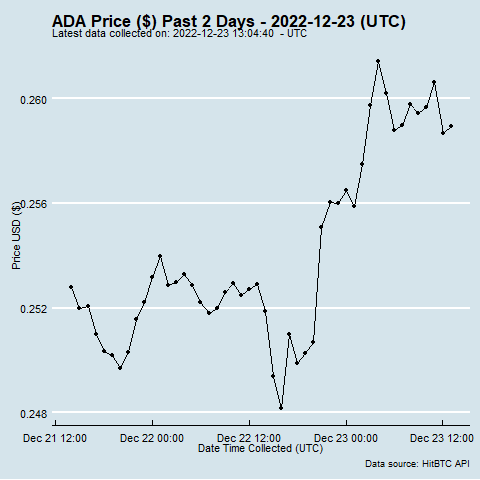 ADA Price ($) Past 2 Days - 2022-12-23 (UTC)
Latest data collected on: 2022-12-23 13:04:40 - UTC
0.260
0.256
0.252
0.248
Price USD ($)
Dec 21 12:00 Dec 22 00:00 Dec 22 12:00 Dec 23 00:00 Dec 23 12:00
Date Time Collected (UTC)
Data source: HitBTC API